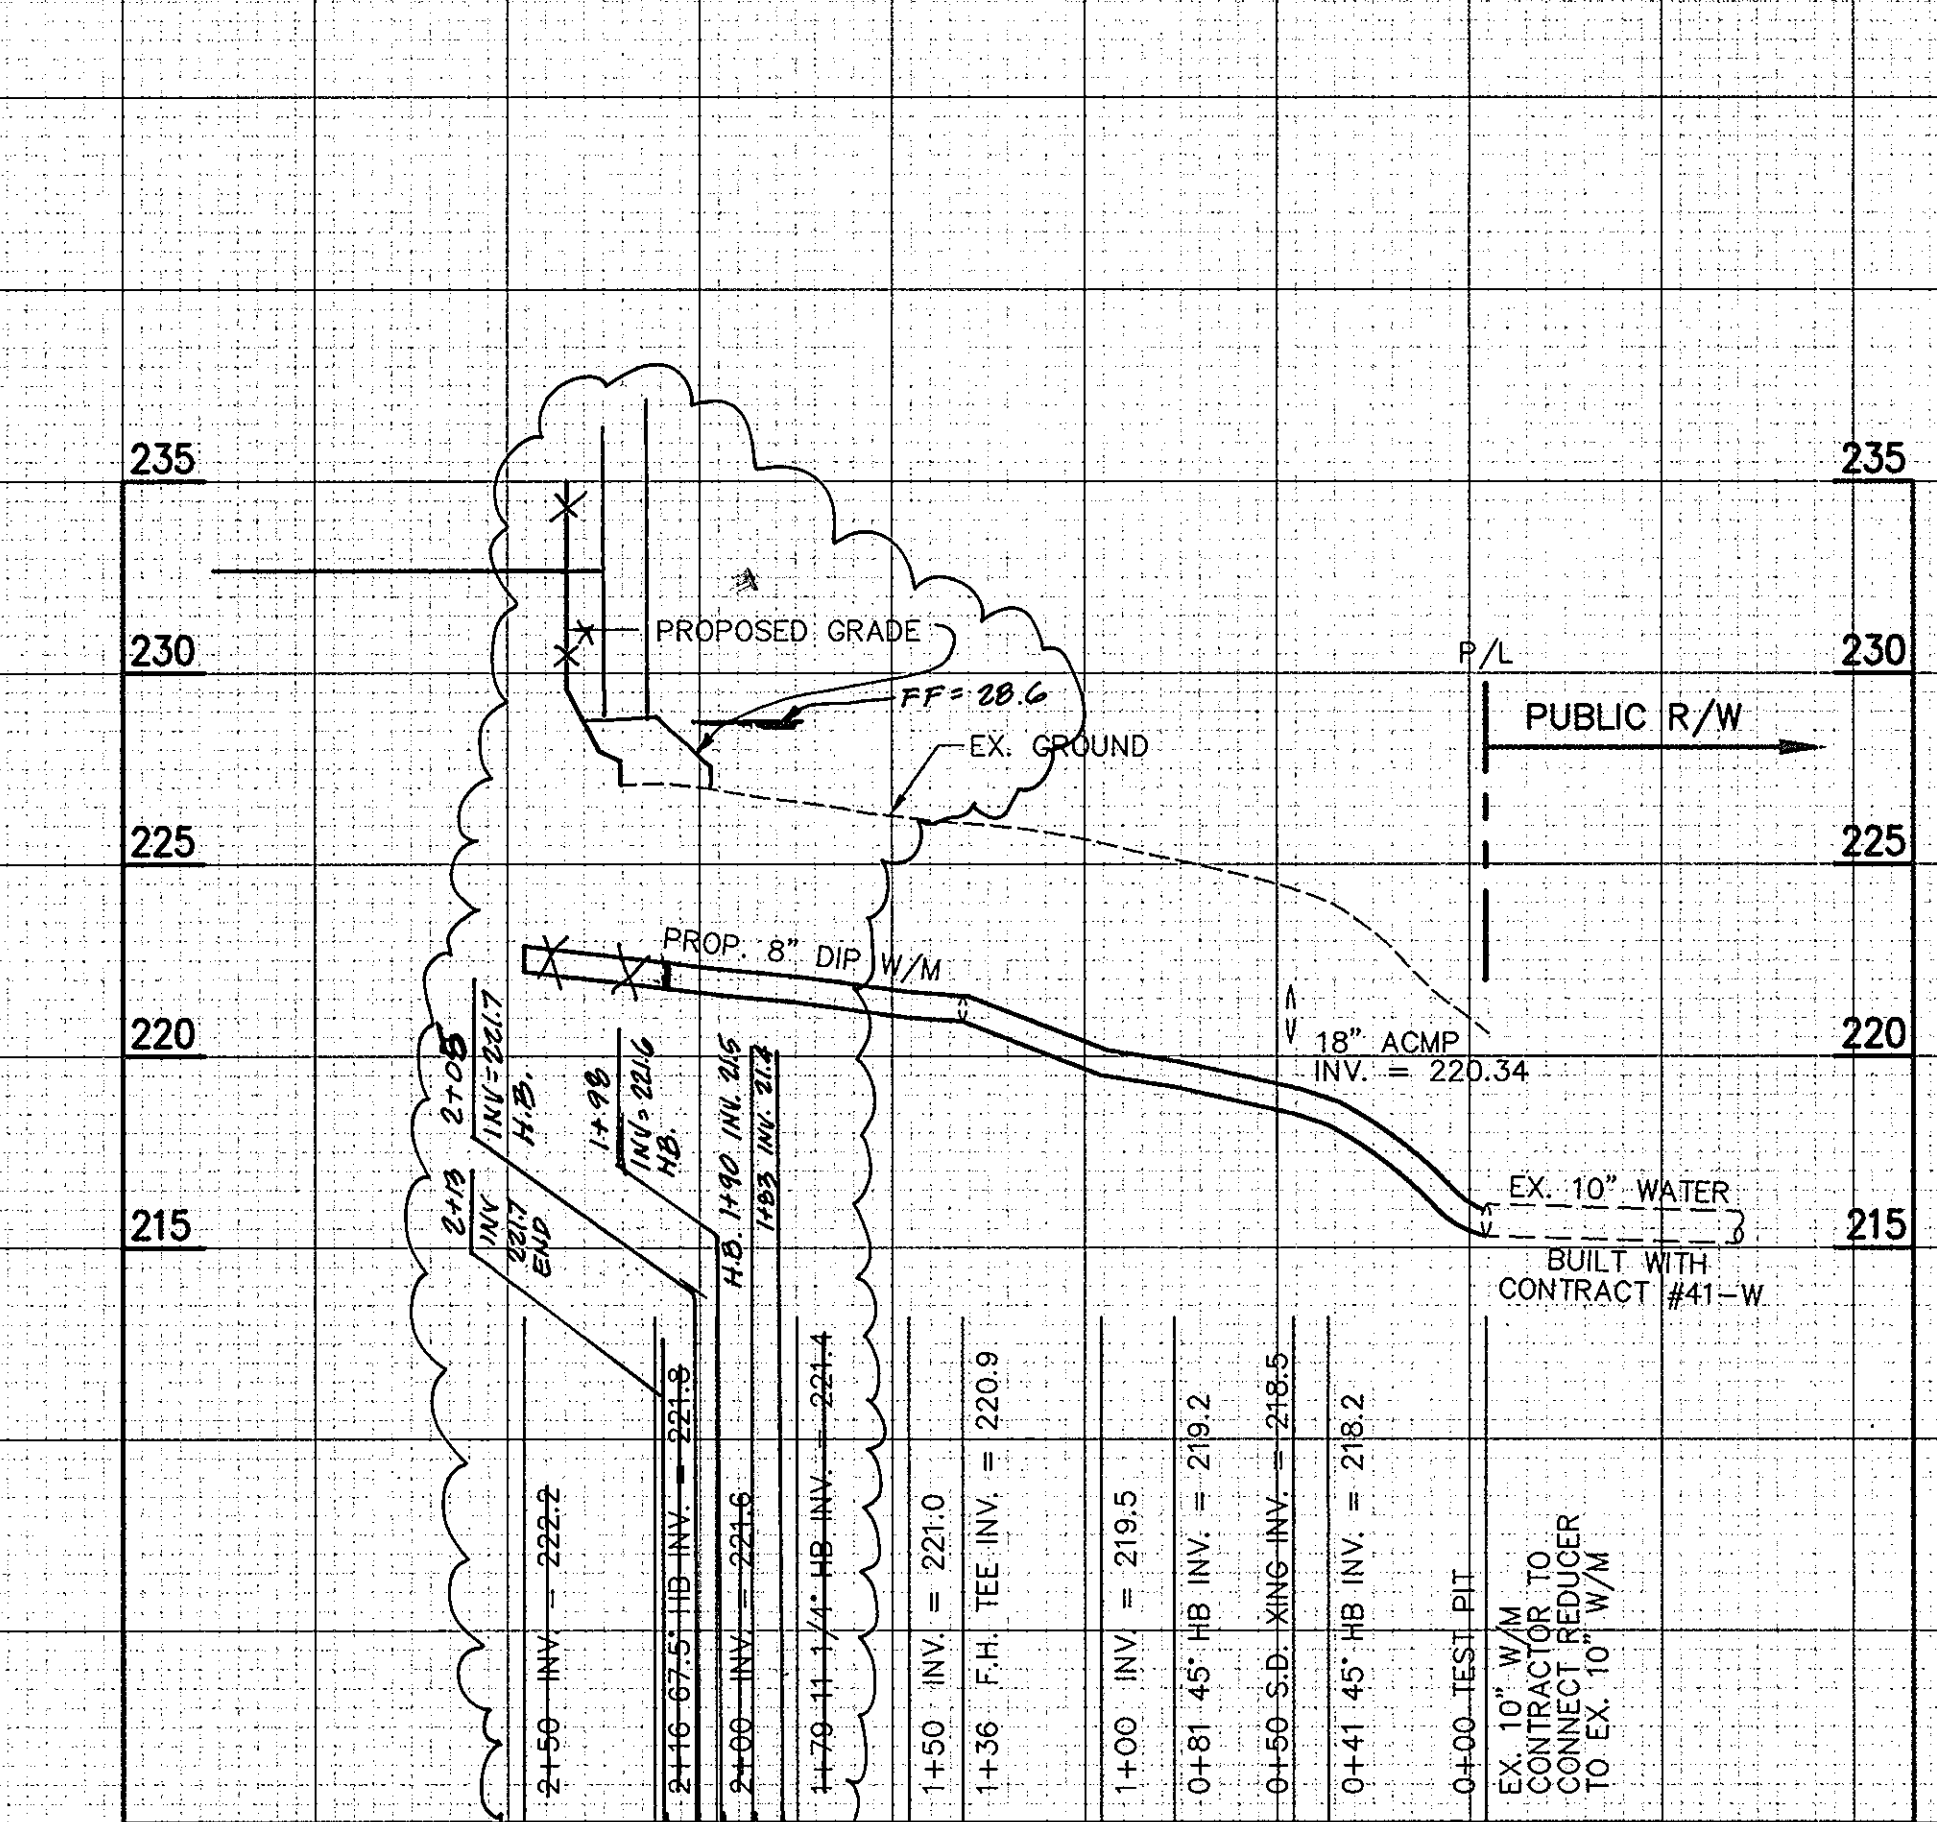 235
235
PROPOSED GRADE
230
P/L
230
FF = 28.6
PUBLIC R/W
EX. GROUND
225
225
PROP. 8" DIP W/M
220
220
18" ACMP
INV. = 220.34
2+08
INV=221.7
H.B.
1+98
INV=221.6
HB.
H.B. 1+90 INV. 21.5
1+83 INV. 21.4
2+13
INV
221.7
END
215
215
EX. 10" WATER
BUILT WITH
CONTRACT #41-W
2+50 INV. = 222.2
2+16 67.5° HB INV. = 221.8
2+00 INV. = 221.6
1+79 11 1/4° HB INV. = 221.4
1+50 INV. = 221.0
1+36 F.H. TEE INV. = 220.9
1+00 INV. = 219.5
0+81 45° HB INV. = 219.2
0+50 S.D. XING INV. = 218.5
0+41 45° HB INV. = 218.2
0+00 TEST PIT
EX. 10" W/M
CONTRACTOR TO
CONNECT REDUCER
TO EX. 10" W/M